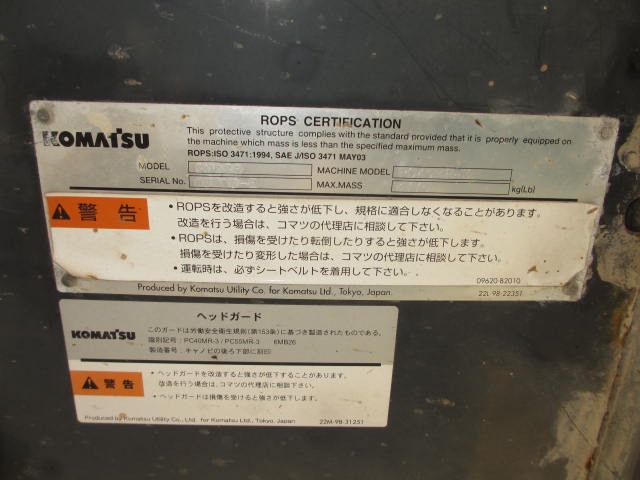 KOMATSU
ROPS CERTIFICATION
This protective structure complies with the standard provided that it is properly equipped on
the machine which mass is less than the specified maximum mass.
ROPS:ISO 3471:1994, SAE J/ISO 3471 MAY03
MODEL MACHINE MODEL
SERIAL No. MAX.MASS kg(Lb)
警告
・ROPSを改造すると強さが低下し、規格に適合しなくなることがあります。
改造を行う場合は、コマツの代理店に相談して下さい。
・ROPSは、損傷を受けたり転倒したりすると強さが低下します。
損傷を受けたり変形した場合は、コマツの代理店に相談して下さい。
・運転時は、必ずシートベルトを着用して下さい。
09620-B2010
Produced by Komatsu Utility Co. for Komatsu Ltd., Tokyo, Japan. 22L-98-22351
KOMATSU
ヘッドガード
このガードは労働安全衛生規則(第153条)に基づき製造されたものである。
識別記号：PC40MR-3 / PC55MR-3 6MB26
製造番号：キャノピの後ろ下部に刻印
警告
・ヘッドガードを改造すると強さが低下することがあります。
改造を行う場合は、コマツの代理店に相談して下さい。
・ヘッドガードは損傷を受けると強さが低下します。
Produced by Komatsu Utility Co., Ltd. for Komatsu Ltd., Tokyo, Japan 22M-98-31251